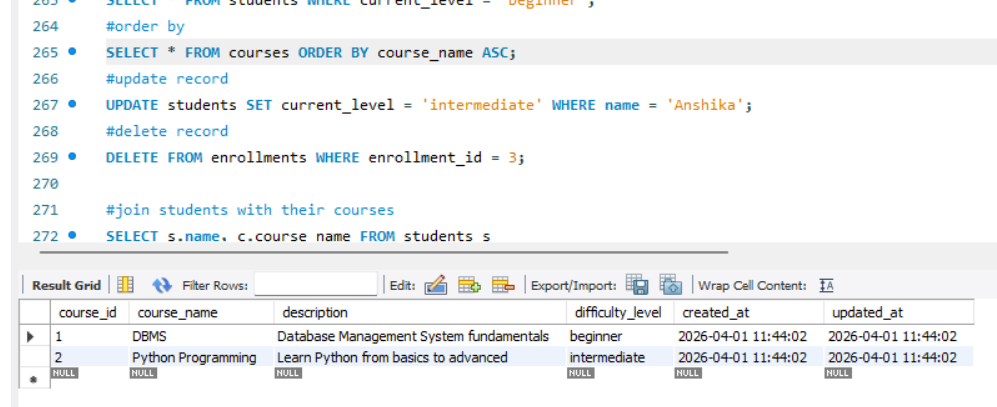 263 SELECT * FROM students WHERE current_level = 'beginner';
264 #order by
265 SELECT * FROM courses ORDER BY course_name ASC;
266 #update record
267 UPDATE students SET current_level = 'intermediate' WHERE name = 'Anshika';
268 #delete record
269 DELETE FROM enrollments WHERE enrollment_id = 3;
270
271 #join students with their courses
272 SELECT s.name, c.course_name FROM students s
Result Grid Filter Rows: Edit: Export/Import: Wrap Cell Content: IA
course_id course_name description difficulty_level created_at updated_at
1 DBMS Database Management System fundamentals beginner 2026-04-01 11:44:02 2026-04-01 11:44:02
2 Python Programming Learn Python from basics to advanced intermediate 2026-04-01 11:44:02 2026-04-01 11:44:02
NULL NULL NULL NULL NULL NULL